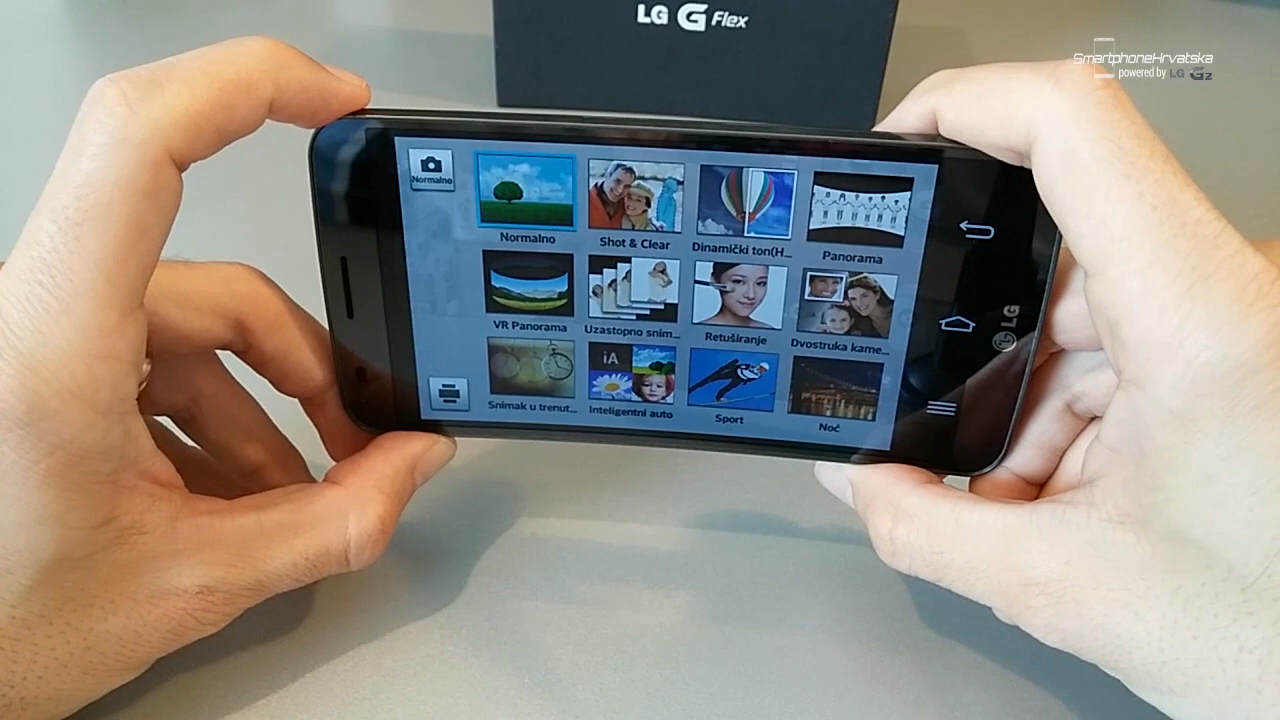 LG G Flex
SmartphoneHrvatska
powered by LG G2
Normalno
Normalno
Shot & Clear
Dinamički ton(H...
Panorama
VR Panorama
Uzastopno snim...
Retuširanje
Dvostruka kame...
Snimak u trenut...
iA
Inteligentni auto
Sport
Noć
LG